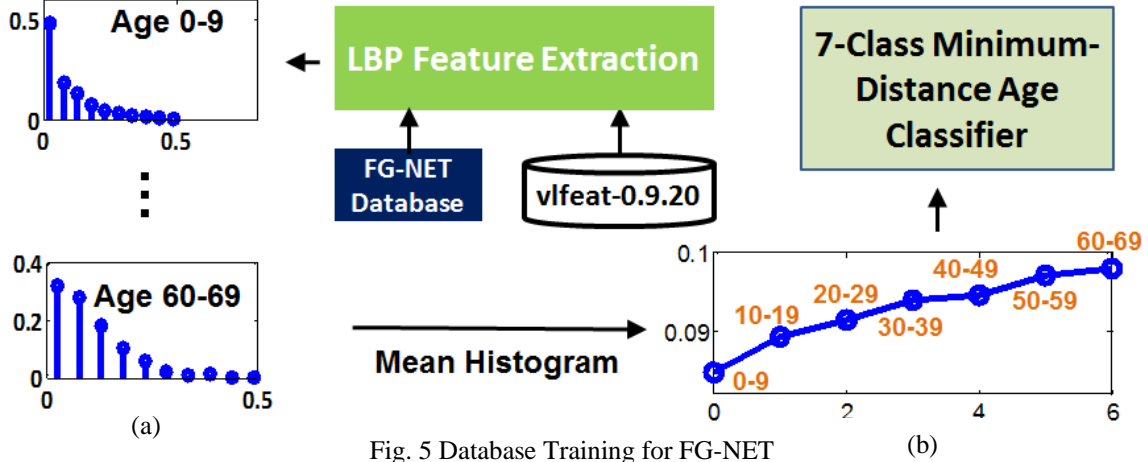 0.5
Age 0-9
0
0
0.5
Age 60-69
0.4
0.2
0
0
0.5
(a)
LBP Feature Extraction
FG-NET
Database
vlfeat-0.9.20
Mean Histogram
7-Class Minimum-
Distance Age
Classifier
0.1
0.09
0-9
10-19
20-29
30-39
40-49
50-59
60-69
0
2
4
6
(b)
Fig. 5 Database Training for FG-NET